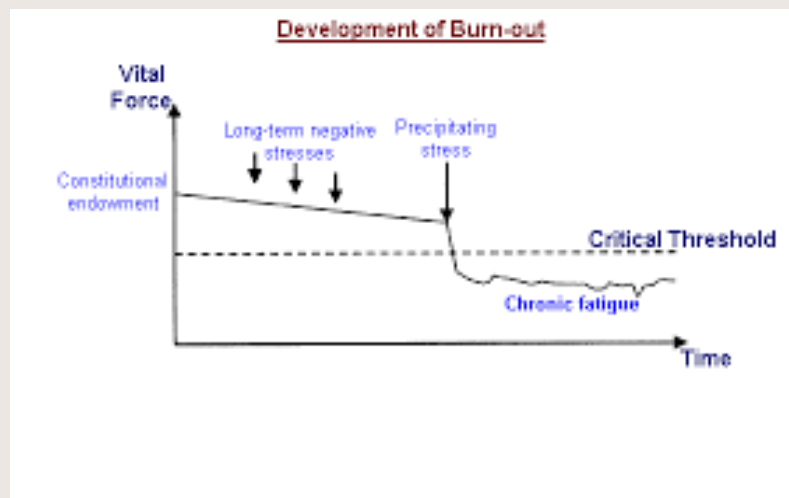 Development of Burn-out
Vital
Force
Long-term negative
stresses
Precipitating
stress
Constitutional
endowment
Critical Threshold
Chronic fatigue
Time